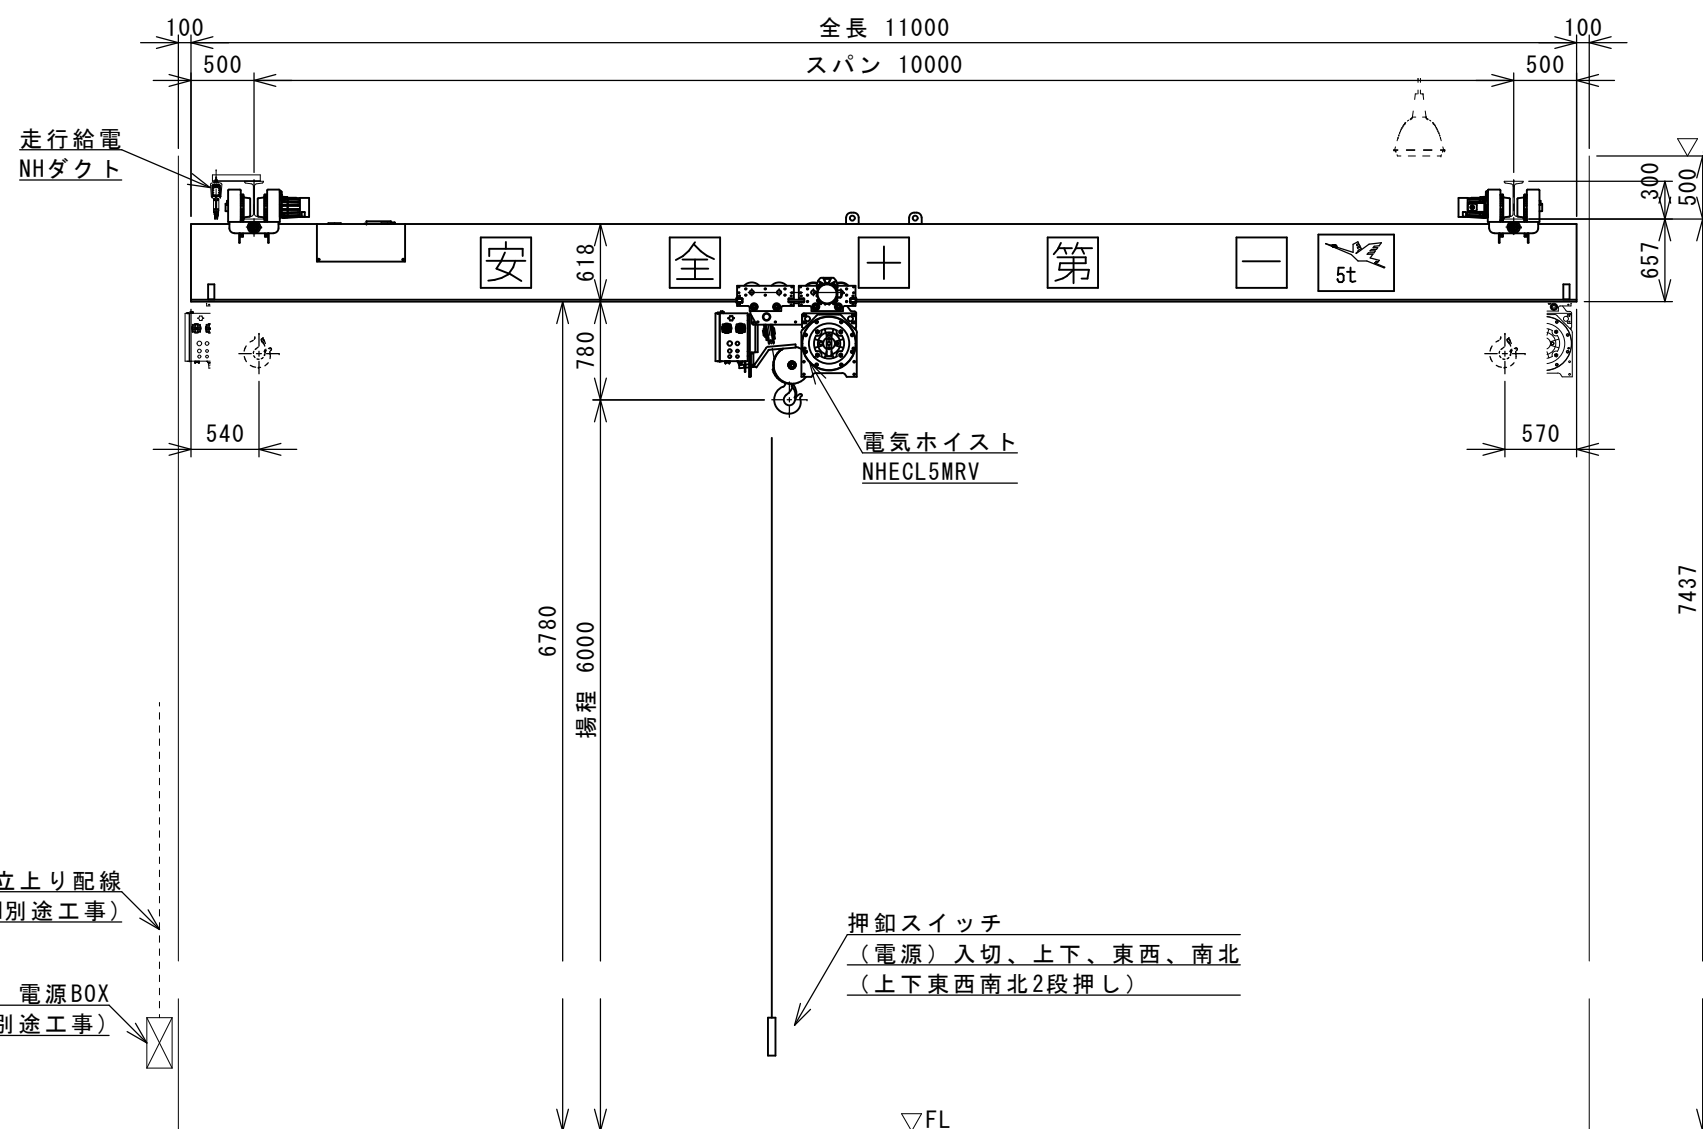 100
全長 11000
100
500
スパン 10000
500
走行給電
NHダクト
300
500
安
全
十
第
一
5t
618
657
780
540
570
電気ホイスト
NHECL5MRV
6780
揚程 6000
7437
立上り配線
別途工事)
押釦スイッチ
(電源)入切、上下、東西、南北
(上下東西南北2段押し)
電源BOX
別途工事)
▽FL